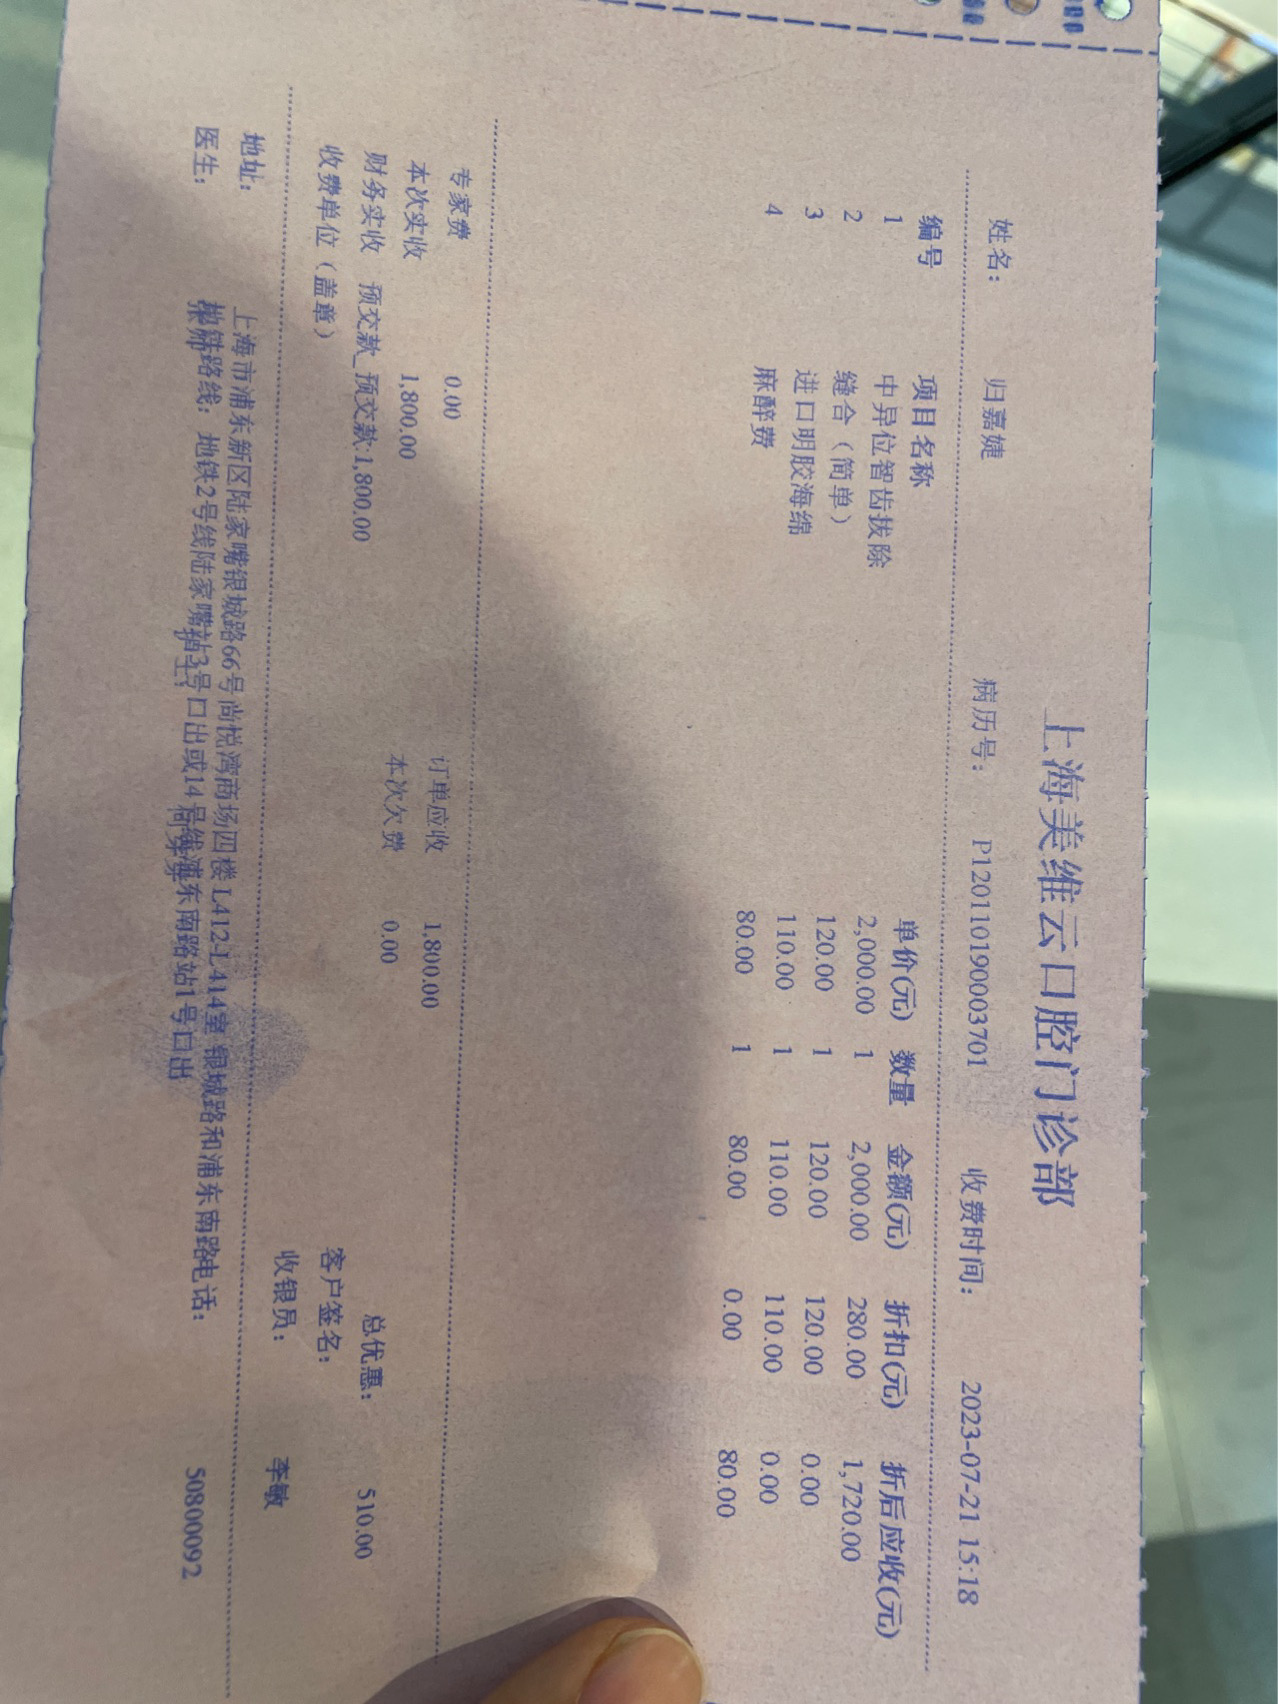 上海美维云口腔门诊部
姓名： 归嘉婕 病历号： P120110190003701 收费时间： 2023-07-21 15:18
编号 项目名称 单价(元) 数量 金额(元) 折扣(元) 折后应收(元)
1 中异位智齿拔除 2,000.00 1 2,000.00 280.00 1,720.00
2 缝合（简单） 120.00 1 120.00 120.00 0.00
3 进口明胶海绵 110.00 1 110.00 110.00 0.00
4 麻醉费 80.00 1 80.00 0.00 80.00
专家费 0.00 订单应收 1,800.00
本次实收 1,800.00 本次欠费 0.00 总优惠： 510.00
财务实收 预交款_预交款:1,800.00 客户签名：
收费单位（盖章） 收银员： 李敏
地址： 上海市浦东新区陆家嘴银城路66号尚悦湾商场四楼L412-L414室 银城路和浦东南路电话： 50800092
地铁路线：地铁2号线陆家嘴站3号口出或14号线浦东南路站1号口出
医生： 护士：